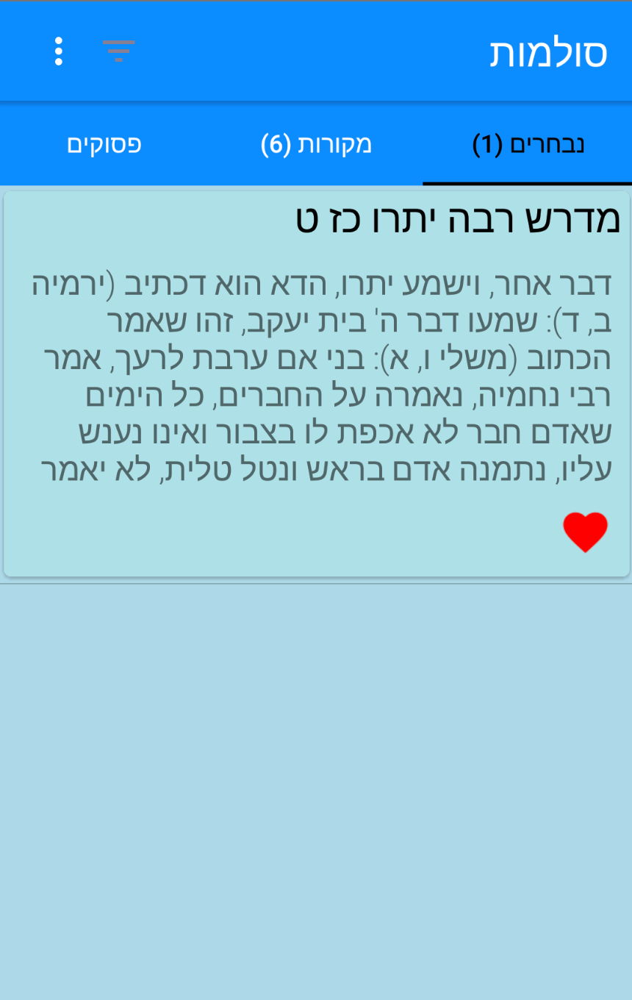 סולמות
נבחרים (1)
מקורות (6)
פסוקים
מדרש רבה יתרו כז ט
דבר אחר, וישמע יתרו, הדא הוא דכתיב (ירמיה
ב, ד): שמעו דבר ה' בית יעקב, זהו שאמר
הכתוב (משלי ו, א): בני אם ערבת לרעך, אמר
רבי נחמיה, נאמרה על החברים, כל הימים
שאדם חבר לא אכפת לו בצבור ואינו נענש
עליו, נתמנה אדם בראש ונטל טלית, לא יאמר